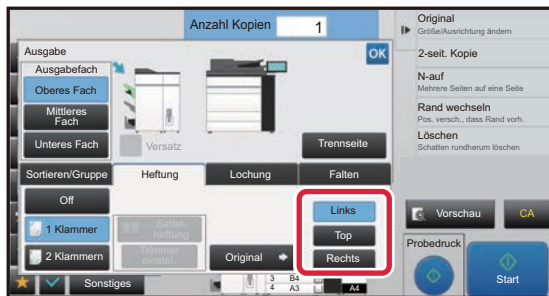 Anzahl Kopien 1
Ausgabe
OK
Ausgabefach
Oberes Fach
Mittleres
Fach
Unteres Fach
Versatz
Trennseite
Sortieren/Gruppe
Heftung
Lochung
Falten
Off
1 Klammer
2 Klammern
Sattel-
heftung
Trimmer
einstel.
Original
Links
Top
Rechts
Sonstiges
3 B4
4 A3
A4
Original
Größe/Ausrichtung ändern
2-seit. Kopie
N-auf
Mehrere Seiten auf eine Seite
Rand wechseln
Pos. versch., dass Rand vorh.
Löschen
Schatten rundherum löschen
Vorschau
CA
Probedruck
Start